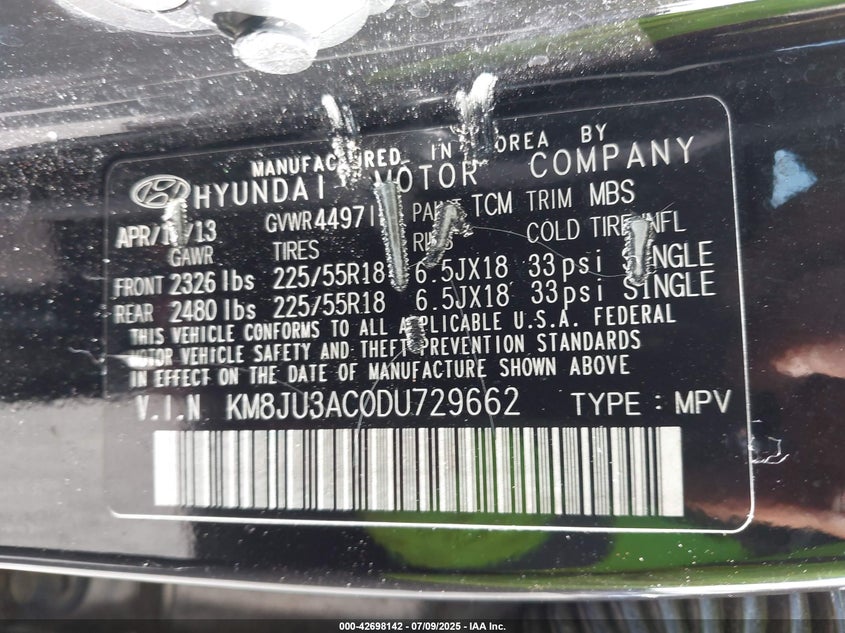 MANUFACTURED IN KOREA BY
HYUNDAI MOTOR COMPANY
APR/ /13 GVWR 4497 PAINT TCM TRIM MBS
GAWR TIRES RIMS COLD TIRE INFL
FRONT 2326 lbs 225/55R18 6.5JX18 33psi SINGLE
REAR 2480 lbs 225/55R18 6.5JX18 33psi SINGLE
THIS VEHICLE CONFORMS TO ALL APPLICABLE U.S.A. FEDERAL
MOTOR VEHICLE SAFETY AND THEFT PREVENTION STANDARDS
IN EFFECT ON THE DATE OF MANUFACTURE SHOWN ABOVE
V.I.N KM8JU3AC0DU729662 TYPE : MPV
000-42698142 / 07/09/2025 - IAA Inc.